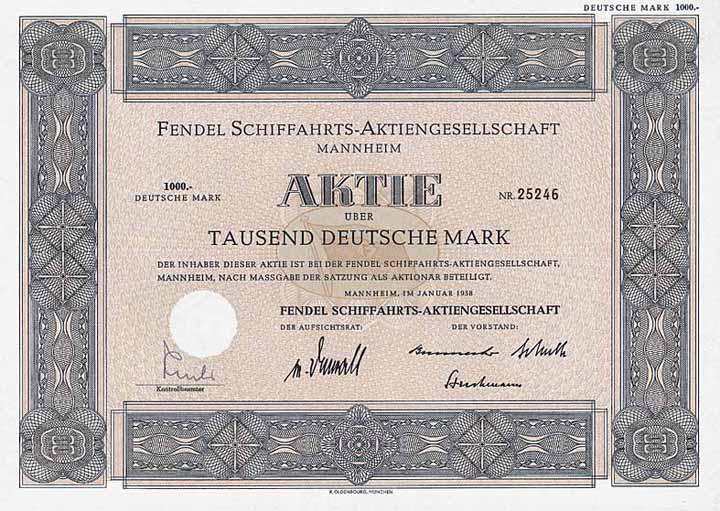 DEUTSCHE MARK 1000.-
FENDEL SCHIFFAHRTS-AKTIENGESELLSCHAFT
MANNHEIM
1000.-
DEUTSCHE MARK
AKTIE
NR. 25246
ÜBER
TAUSEND DEUTSCHE MARK
DER INHABER DIESER AKTIE IST BEI DER FENDEL SCHIFFAHRTS-AKTIENGESELLSCHAFT,
MANNHEIM, NACH MASSGABE DER SATZUNG ALS AKTIONÄR BETEILIGT.
MANNHEIM, IM JANUAR 1958
FENDEL SCHIFFAHRTS-AKTIENGESELLSCHAFT
DER AUFSICHTSRAT: DER VORSTAND:
Kontrollbeamter
R. OLDENBOURG, MÜNCHEN